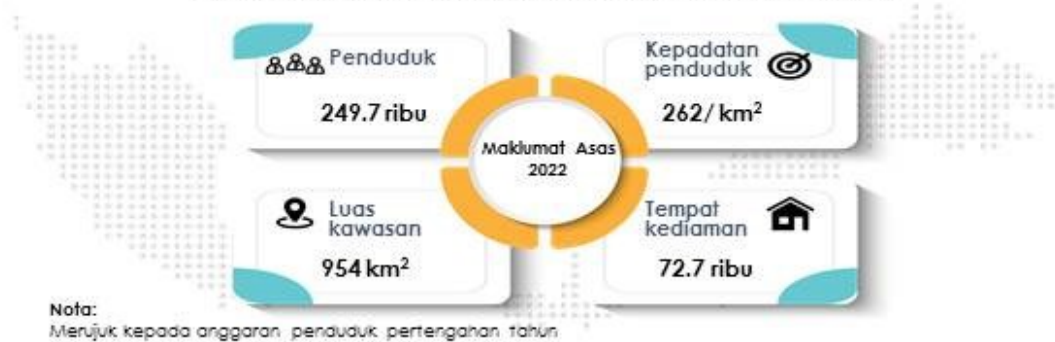 Penduduk
249.7 ribu
Kepadatan
penduduk
262/ km²
Maklumat Asas
2022
Luas
kawasan
954 km²
Tempat
kediaman
72.7 ribu
Nota:
Merujuk kepada anggaran penduduk pertengahan tahun